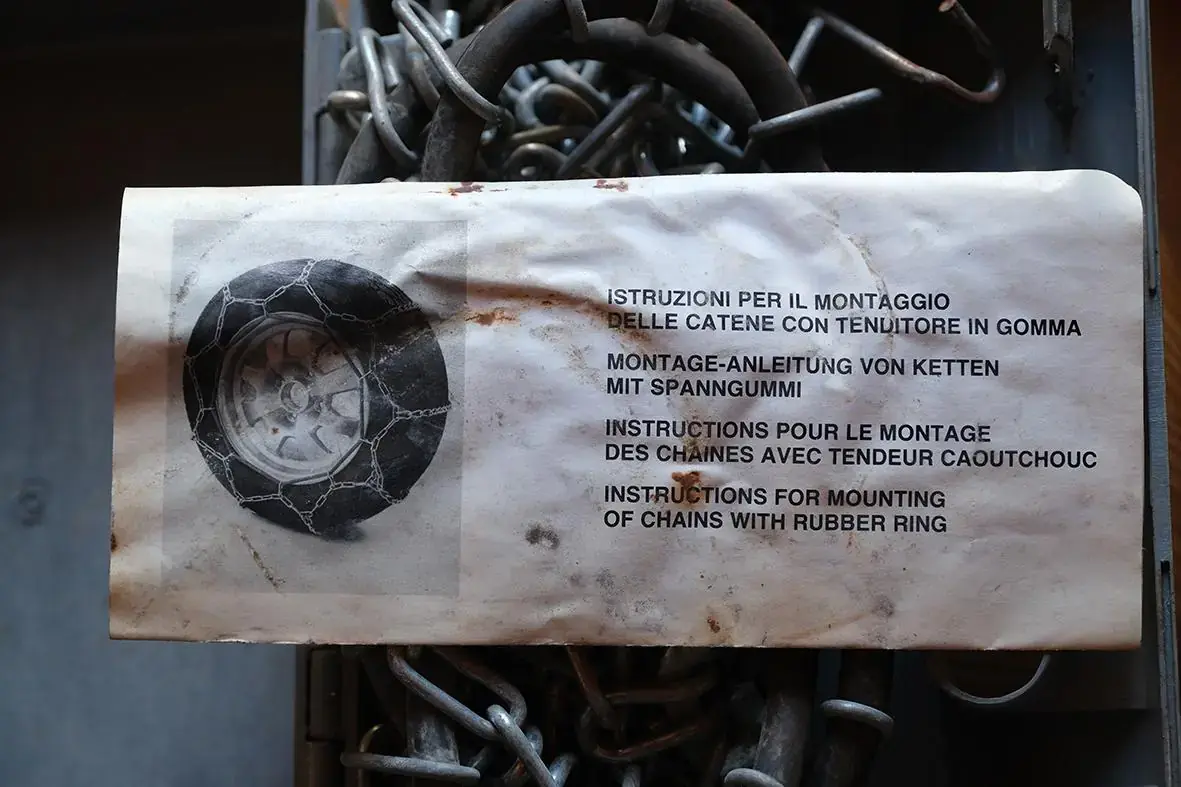 ISTRUZIONI PER IL MONTAGGIO
DELLE CATENE CON TENDITORE IN GOMMA
MONTAGE-ANLEITUNG VON KETTEN
MIT SPANNGUMMI
INSTRUCTIONS POUR LE MONTAGE
DES CHAINES AVEC TENDEUR CAOUTCHOUC
INSTRUCTIONS FOR MOUNTING
OF CHAINS WITH RUBBER RING